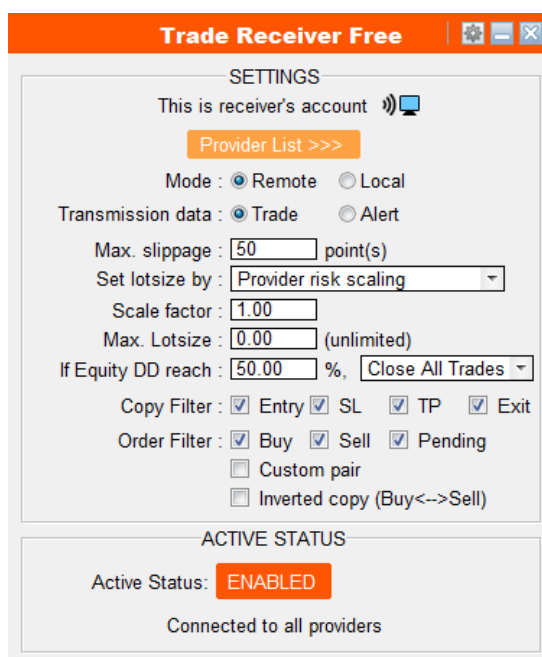 Trade Receiver Free
SETTINGS
This is receiver's account
Provider List >>>
Mode : Remote Local
Transmission data : Trade Alert
Max. slippage : 50 point(s)
Set lotsize by : Provider risk scaling
Scale factor : 1.00
Max. Lotsize : 0.00 (unlimited)
If Equity DD reach : 50.00 %, Close All Trades
Copy Filter : Entry SL TP Exit
Order Filter : Buy Sell Pending
Custom pair
Inverted copy (Buy<-->Sell)
ACTIVE STATUS
Active Status: ENABLED
Connected to all providers